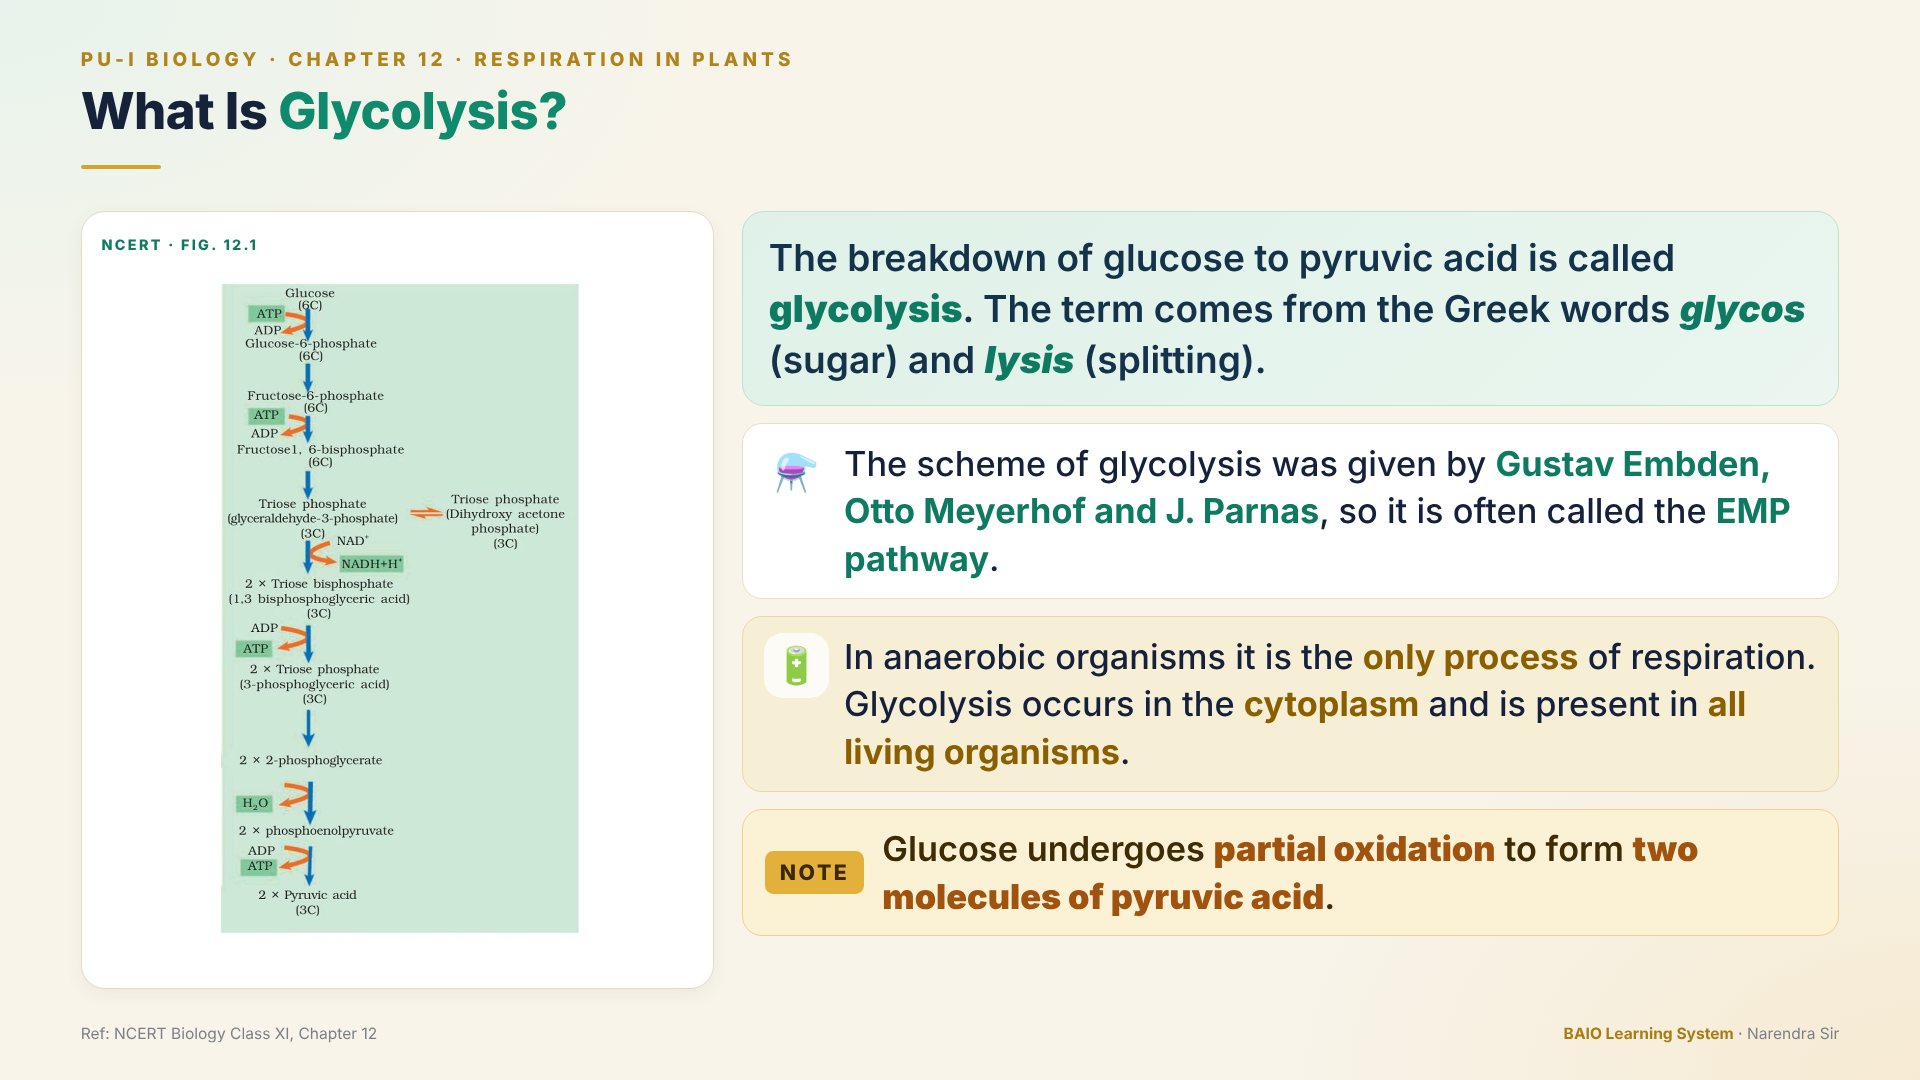 PU-I BIOLOGY · CHAPTER 12 · RESPIRATION IN PLANTS
What Is Glycolysis?
NCERT · FIG. 12.1
Glucose
(6C)
ATP
ADP
Glucose-6-phosphate
(6C)
Fructose-6-phosphate
(6C)
ATP
ADP
Fructose1, 6-bisphosphate
(6C)
Triose phosphate
(glyceraldehyde-3-phosphate)
(3C)
Triose phosphate
(Dihydroxy acetone
phosphate)
(3C)
NAD⁺
NADH+H⁺
2 × Triose bisphosphate
(1,3 bisphosphoglyceric acid)
(3C)
ADP
ATP
2 × Triose phosphate
(3-phosphoglyceric acid)
(3C)
2 × 2-phosphoglycerate
H₂O
2 × phosphoenolpyruvate
ADP
ATP
2 × Pyruvic acid
(3C)
The breakdown of glucose to pyruvic acid is called
glycolysis. The term comes from the Greek words glycos
(sugar) and lysis (splitting).
The scheme of glycolysis was given by Gustav Embden,
Otto Meyerhof and J. Parnas, so it is often called the EMP
pathway.
In anaerobic organisms it is the only process of respiration.
Glycolysis occurs in the cytoplasm and is present in all
living organisms.
NOTE
Glucose undergoes partial oxidation to form two
molecules of pyruvic acid.
Ref: NCERT Biology Class XI, Chapter 12
BAIO Learning System · Narendra Sir